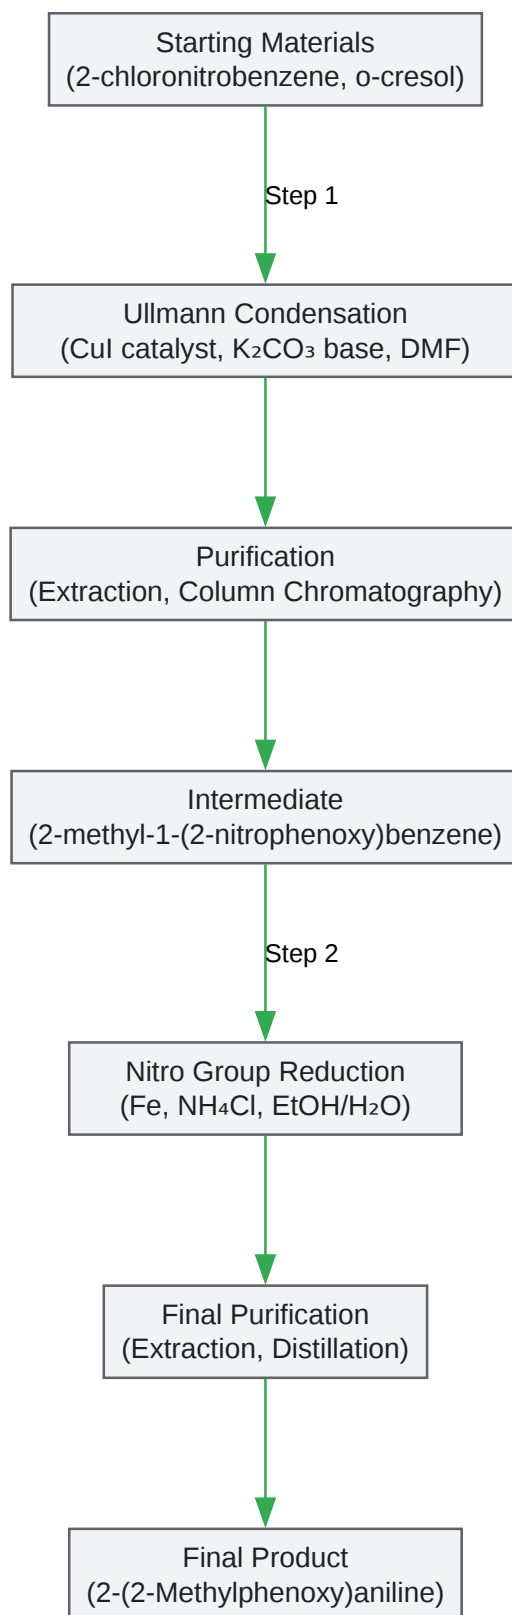 Starting Materials
(2-chloronitrobenzene, o-cresol)
Step 1
Ullmann Condensation
(CuI catalyst, K₂CO₃ base, DMF)
Purification
(Extraction, Column Chromatography)
Intermediate
(2-methyl-1-(2-nitrophenoxy)benzene)
Step 2
Nitro Group Reduction
(Fe, NH₄Cl, EtOH/H₂O)
Final Purification
(Extraction, Distillation)
Final Product
(2-(2-Methylphenoxy)aniline)